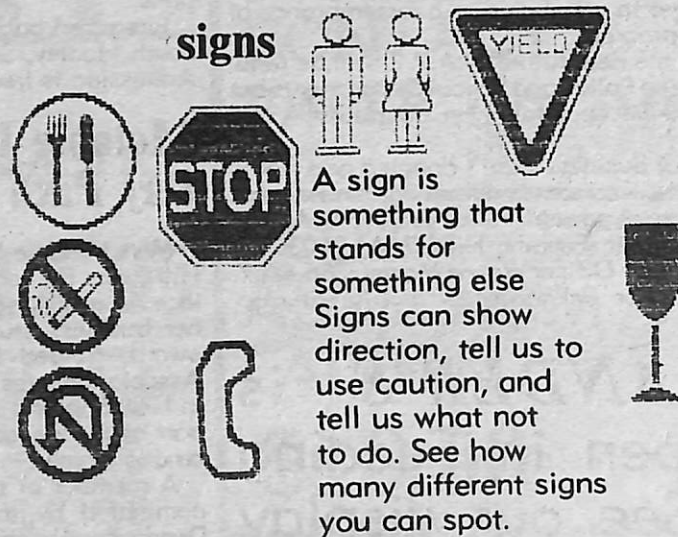 signs
YIELD
STOP
A sign is
something that
stands for
something else
Signs can show
direction, tell us to
use caution, and
tell us what not
to do. See how
many different signs
you can spot.